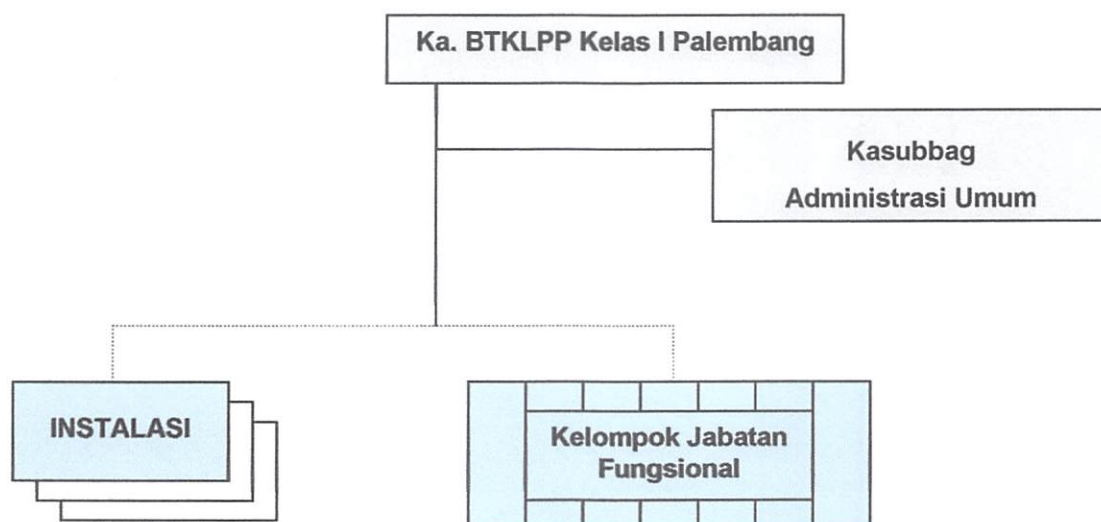 Ka. BTKLPP Kelas I Palembang
Kasubbag
Administrasi Umum
INSTALASI
Kelompok Jabatan
Fungsional